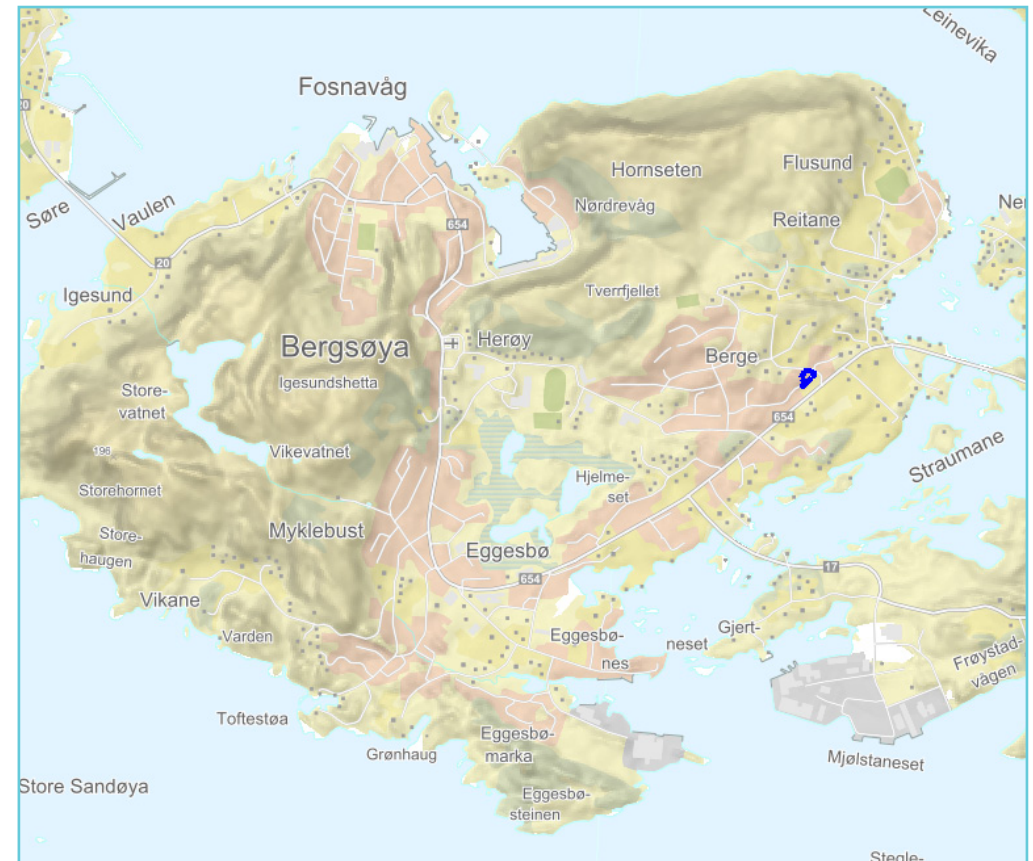 Leinevika
Fosnavåg
20
Hornseten
Flusund
Nørdrevåg
Søre
Vaulen
654
Reitane
Ner
20
Igesund
Tverrfjellet
Bergsøya
Herøy
Berge
Igesundshetta
Store-
vatnet
654
196
Vikevatnet
Straumane
Storehornet
Hjelme-
set
Store-
haugen
Myklebust
Eggesbø
654
17
Vikane
Varden
Eggesbø-
nes
neset
Gjert-
Frøystad-
vågen
Toftestøa
Grønhaug
Eggesbø-
marka
Mjølstaneset
Store Sandøya
Eggesbø-
steinen
Stegle-